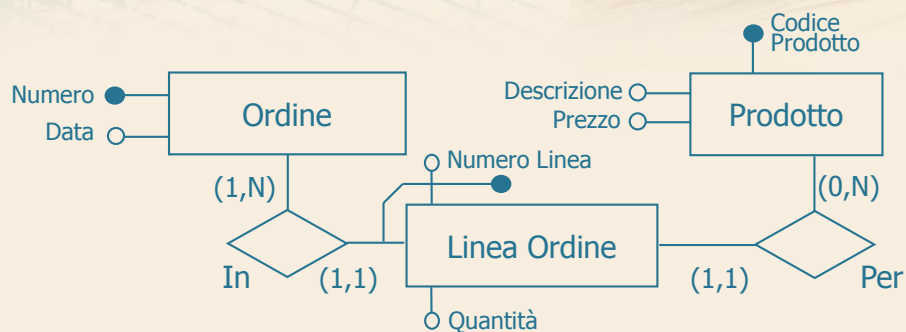 Codice
Prodotto
Numero
Data
Ordine
Descrizione
Prezzo
Prodotto
(1,N)
Numero Linea
(0,N)
Linea Ordine
In
(1,1)
(1,1)
Per
Quantità